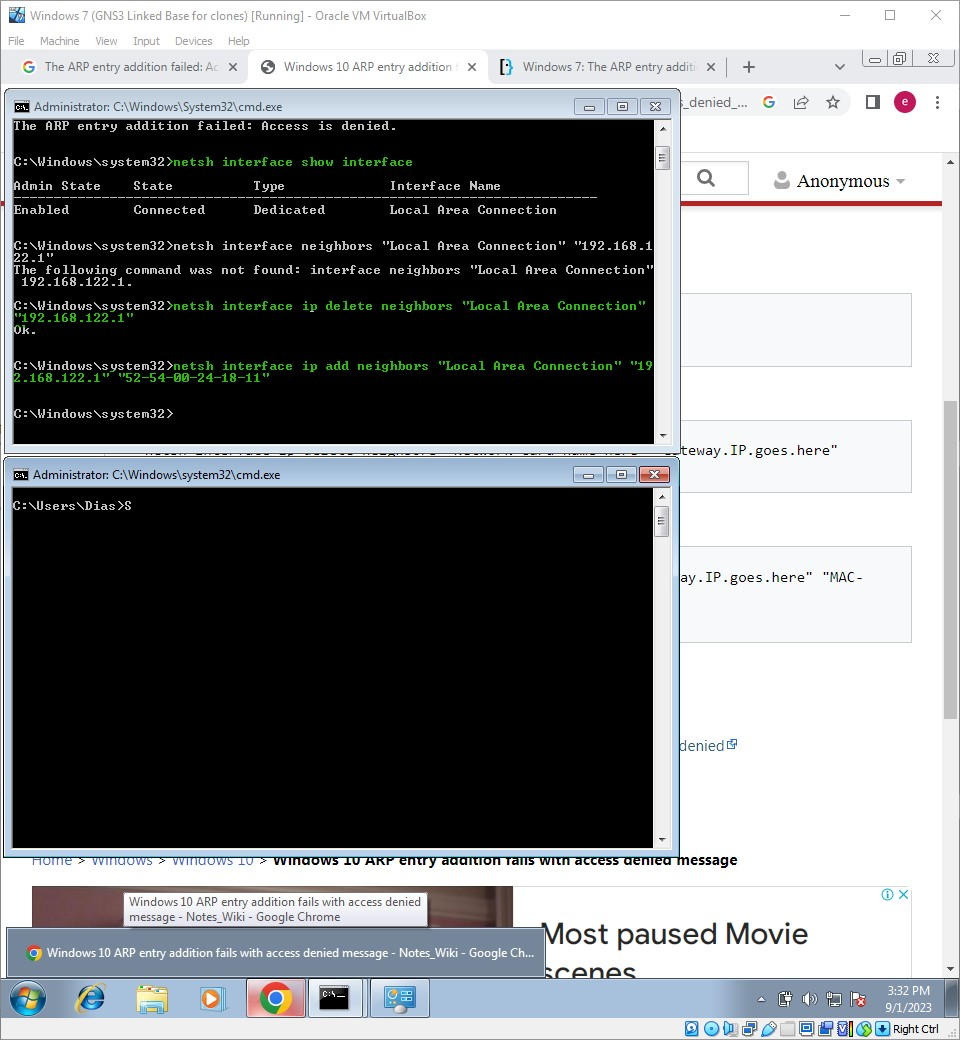 Windows 7 (GNS3 Linked Base for clones) [Running] - Oracle VM VirtualBox
File Machine View Input Devices Help
The ARP entry addition failed: Ac
Windows 10 ARP entry addition
Windows 7: The ARP entry additi
s_denied_...
e
Administrator: C:\Windows\System32\cmd.exe
The ARP entry addition failed: Access is denied.
C:\Windows\system32>netsh interface show interface
Admin State State Type Interface Name
-------------------------------------------------------------------------
Enabled Connected Dedicated Local Area Connection
C:\Windows\system32>netsh interface neighbors "Local Area Connection" "192.168.1
22.1"
The following command was not found: interface neighbors "Local Area Connection"
192.168.122.1.
C:\Windows\system32>netsh interface ip delete neighbors "Local Area Connection"
"192.168.122.1"
Ok.
C:\Windows\system32>netsh interface ip add neighbors "Local Area Connection" "19
2.168.122.1" "52-54-00-24-18-11"
C:\Windows\system32>
Anonymous
teway.IP.goes.here"
Administrator: C:\Windows\system32\cmd.exe
C:\Users\Dias>S
ay.IP.goes.here" "MAC-
denied
Home > Windows > Windows 10 > Windows 10 ARP entry addition fails with access denied message
Windows 10 ARP entry addition fails with access denied
message - Notes_Wiki - Google Chrome
Most paused Movie
scenes
Windows 10 ARP entry addition fails with access denied message - Notes_Wiki - Google Ch...
3:32 PM
9/1/2023
Right Ctrl